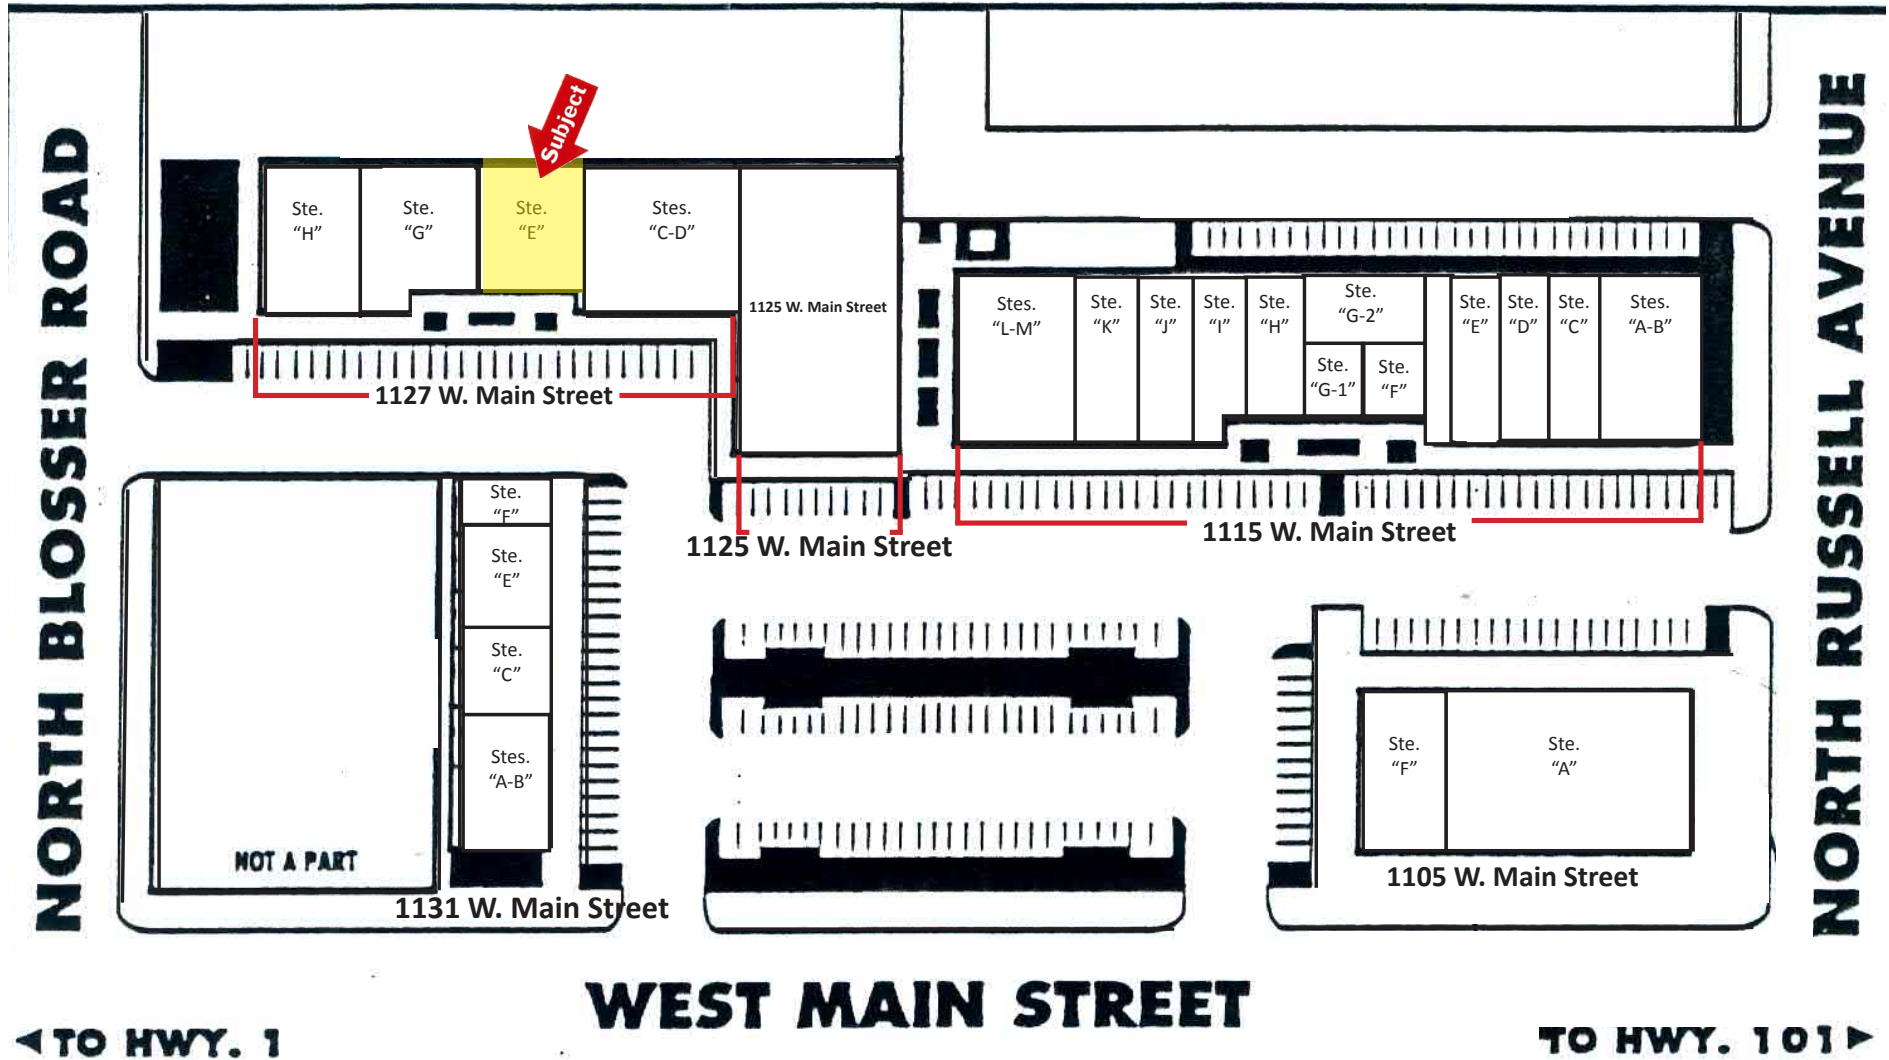 NORTH BLOSSER ROAD
NORTH RUSSELL AVENUE
Subject
Ste.
“H”
Ste.
“G”
Ste.
“E”
Stes.
“C-D”
1125 W. Main Street
1127 W. Main Street
Stes.
“L-M”
Ste.
“K”
Ste.
“J”
Ste.
“I”
Ste.
“H”
Ste.
“G-2”
Ste.
“G-1”
Ste.
“F”
Ste.
“E”
Ste.
“D”
Ste.
“C”
Stes.
“A-B”
1125 W. Main Street
1115 W. Main Street
Ste.
“F”
Ste.
“E”
Ste.
“C”
Stes.
“A-B”
NOT A PART
1131 W. Main Street
Ste.
“F”
Ste.
“A”
1105 W. Main Street
WEST MAIN STREET
◄TO HWY. 1
TO HWY. 101►